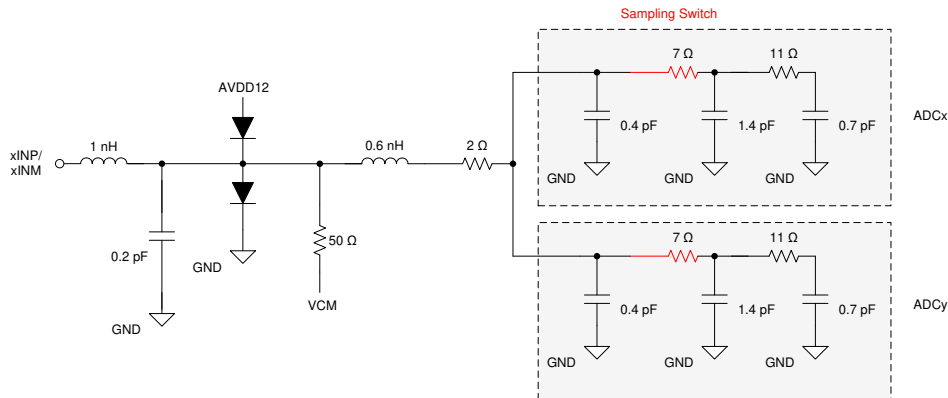 Sampling Switch
7 Ω
11 Ω
AVDD12
0.4 pF
1.4 pF
0.7 pF
ADCx
xINP/
xINM
1 nH
0.6 nH
2 Ω
GND
GND
GND
7 Ω
11 Ω
50 Ω
0.2 pF
GND
VCM
GND
0.4 pF
1.4 pF
0.7 pF
ADCy
GND
GND
GND